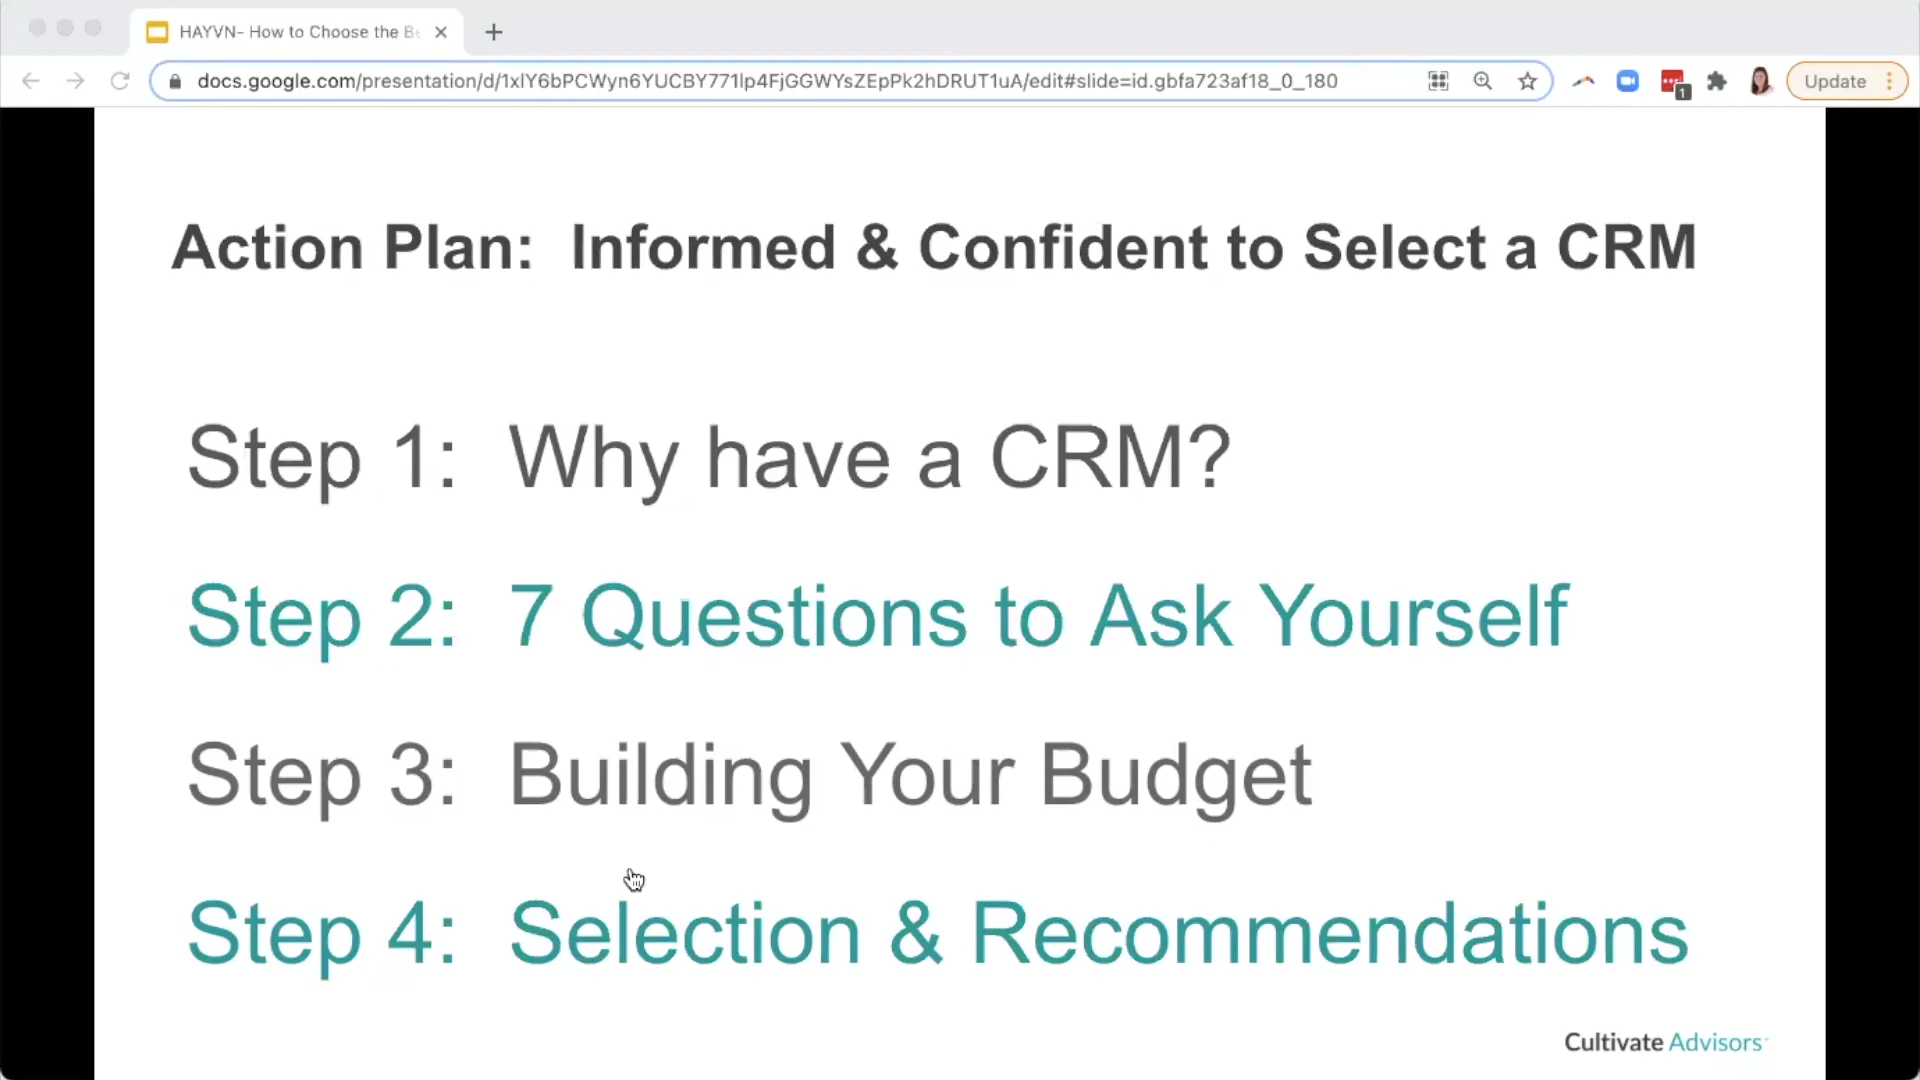 HAYVN- How to Choose the Be
docs.google.com/presentation/d/1xlY6bPCWyn6YUCBY771lp4FjGGWYsZEpPk2hDRUT1uA/edit#slide=id.gbfa723af18_0_180
1
Update
Action Plan: Informed & Confident to Select a CRM
Step 1: Why have a CRM?
Step 2: 7 Questions to Ask Yourself
Step 3: Building Your Budget
Step 4: Selection & Recommendations
Cultivate Advisors